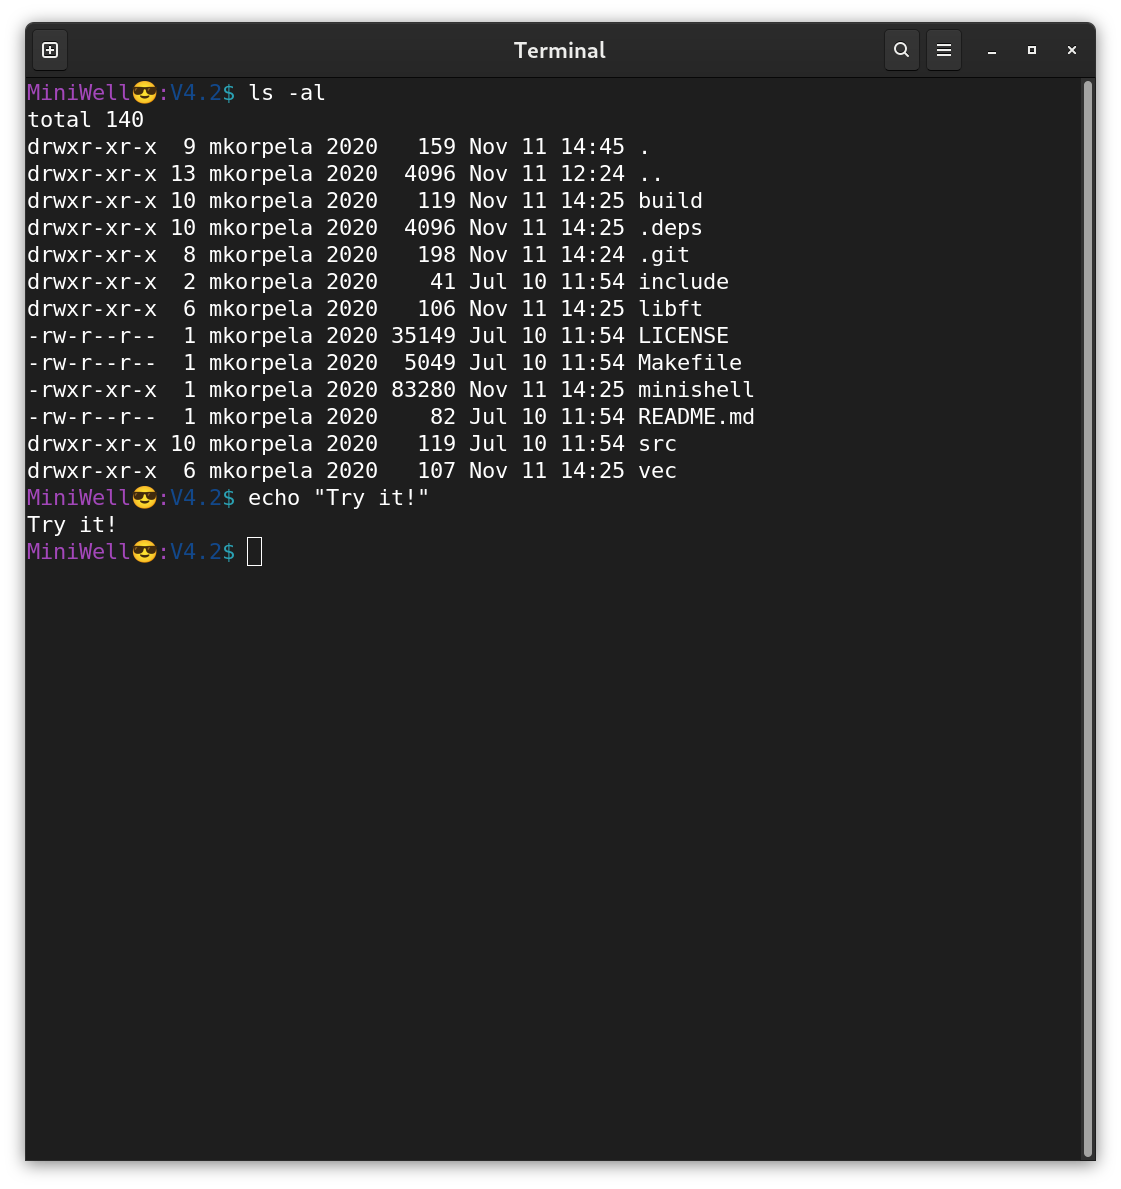 Terminal
MiniWell😎:V4.2$ ls -al
total 140
drwxr-xr-x  9 mkorpela 2020   159 Nov 11 14:45 .
drwxr-xr-x 13 mkorpela 2020  4096 Nov 11 12:24 ..
drwxr-xr-x 10 mkorpela 2020   119 Nov 11 14:25 build
drwxr-xr-x 10 mkorpela 2020  4096 Nov 11 14:25 .deps
drwxr-xr-x  8 mkorpela 2020   198 Nov 11 14:24 .git
drwxr-xr-x  2 mkorpela 2020    41 Jul 10 11:54 include
drwxr-xr-x  6 mkorpela 2020   106 Nov 11 14:25 libft
-rw-r--r--  1 mkorpela 2020 35149 Jul 10 11:54 LICENSE
-rw-r--r--  1 mkorpela 2020  5049 Jul 10 11:54 Makefile
-rwxr-xr-x  1 mkorpela 2020 83280 Nov 11 14:25 minishell
-rw-r--r--  1 mkorpela 2020    82 Jul 10 11:54 README.md
drwxr-xr-x 10 mkorpela 2020   119 Jul 10 11:54 src
drwxr-xr-x  6 mkorpela 2020   107 Nov 11 14:25 vec
MiniWell😎:V4.2$ echo "Try it!"
Try it!
MiniWell😎:V4.2$